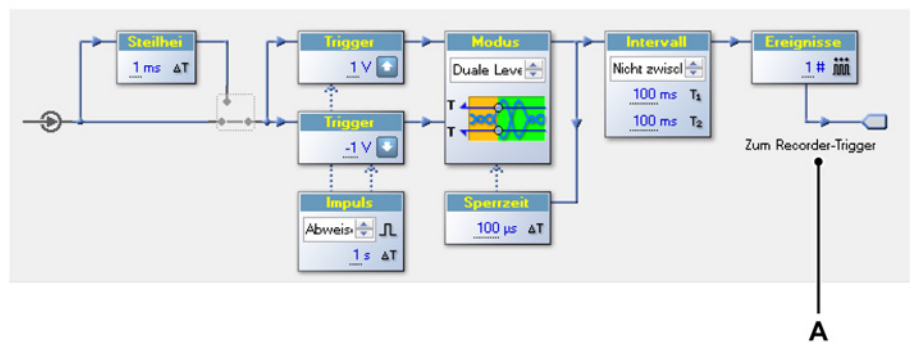 Steilhei
1 ms ΔT
Trigger
1 V
Trigger
-1 V
Impuls
Abweis
1 s ΔT
Modus
Duale Leve
T
T
Sperrzeit
100 µs ΔT
Intervall
Nicht zwiscl
100 ms T₁
100 ms T₂
Ereignisse
1 #
Zum Recorder-Trigger
A